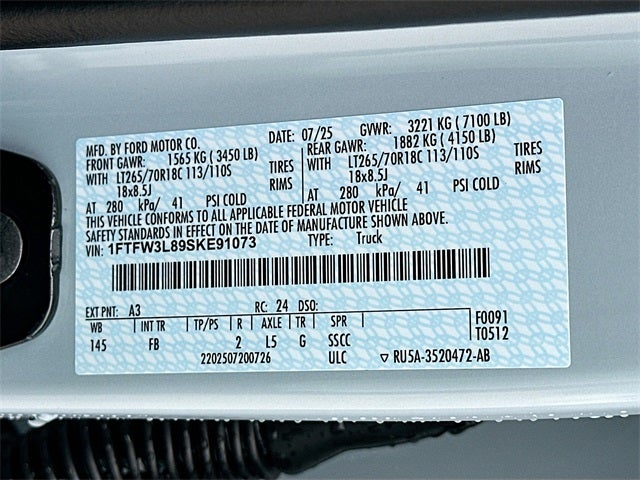 MFD. BY FORD MOTOR CO. DATE: 07/25 GVWR: 3221 KG ( 7100 LB)
FRONT GAWR: 1565 KG ( 3450 LB) REAR GAWR: 1882 KG ( 4150 LB)
WITH LT265/70R18C 113/110S TIRES WITH LT265/70R18C 113/110S TIRES
18x8.5J RIMS 18x8.5J RIMS
AT 280 kPa/ 41 PSI COLD AT 280 kPa/ 41 PSI COLD
THIS VEHICLE CONFORMS TO ALL APPLICABLE FEDERAL MOTOR VEHICLE
SAFETY STANDARDS IN EFFECT ON THE DATE OF MANUFACTURE SHOWN ABOVE.
VIN: 1FTFW3L89SKE91073 TYPE: Truck
EXT PNT: A3 RC: 24 DSO:
WB INT TR TP/PS R AXLE TR SPR F0091
145 FB 2 L5 G SSCC T0512
2202507200726 ULC ▽ RU5A-3520472-AB